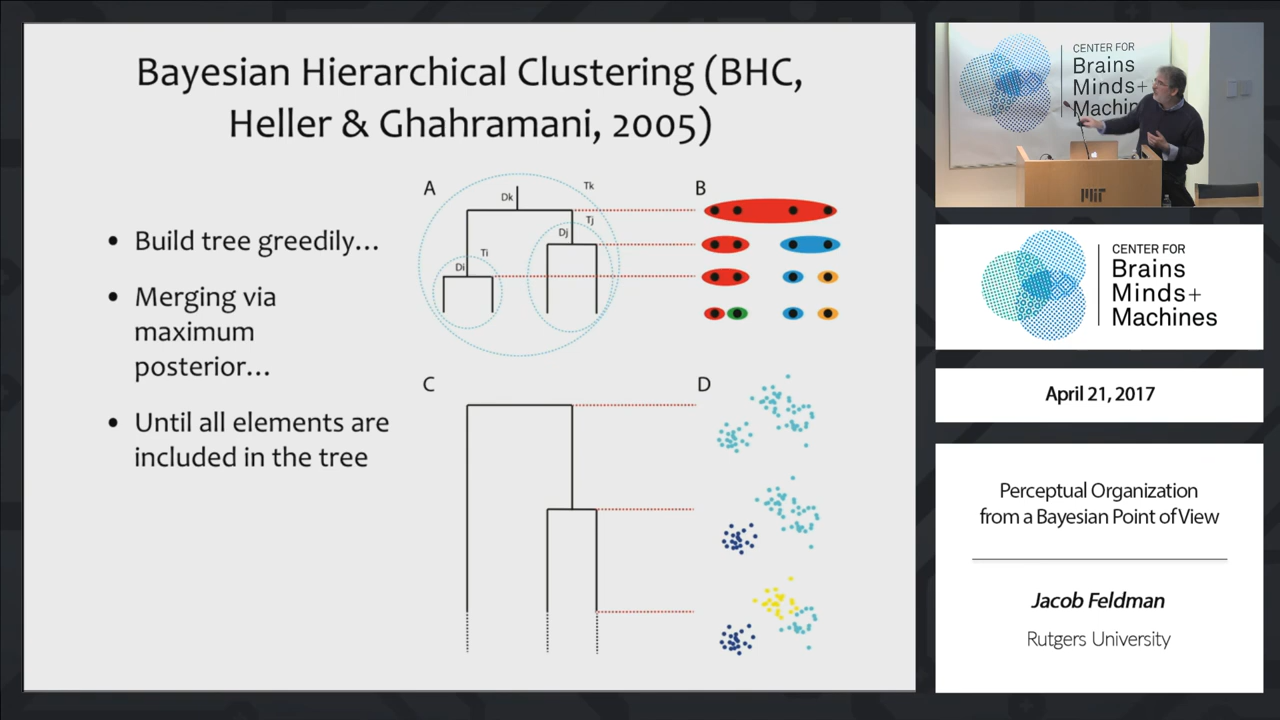 Bayesian Hierarchical Clustering (BHC,
Heller & Ghahramani, 2005)
• Build tree greedily…
• Merging via
maximum
posterior…
• Until all elements are
included in the tree
A
Dk
Tk
Tj
Dj
Ti
Di
B
C
D
CENTER FOR
Brains
Minds+
Machin
MIT
CENTER FOR
Brains
Minds+
Machines
April 21, 2017
Perceptual Organization
from a Bayesian Point of View
Jacob Feldman
Rutgers University